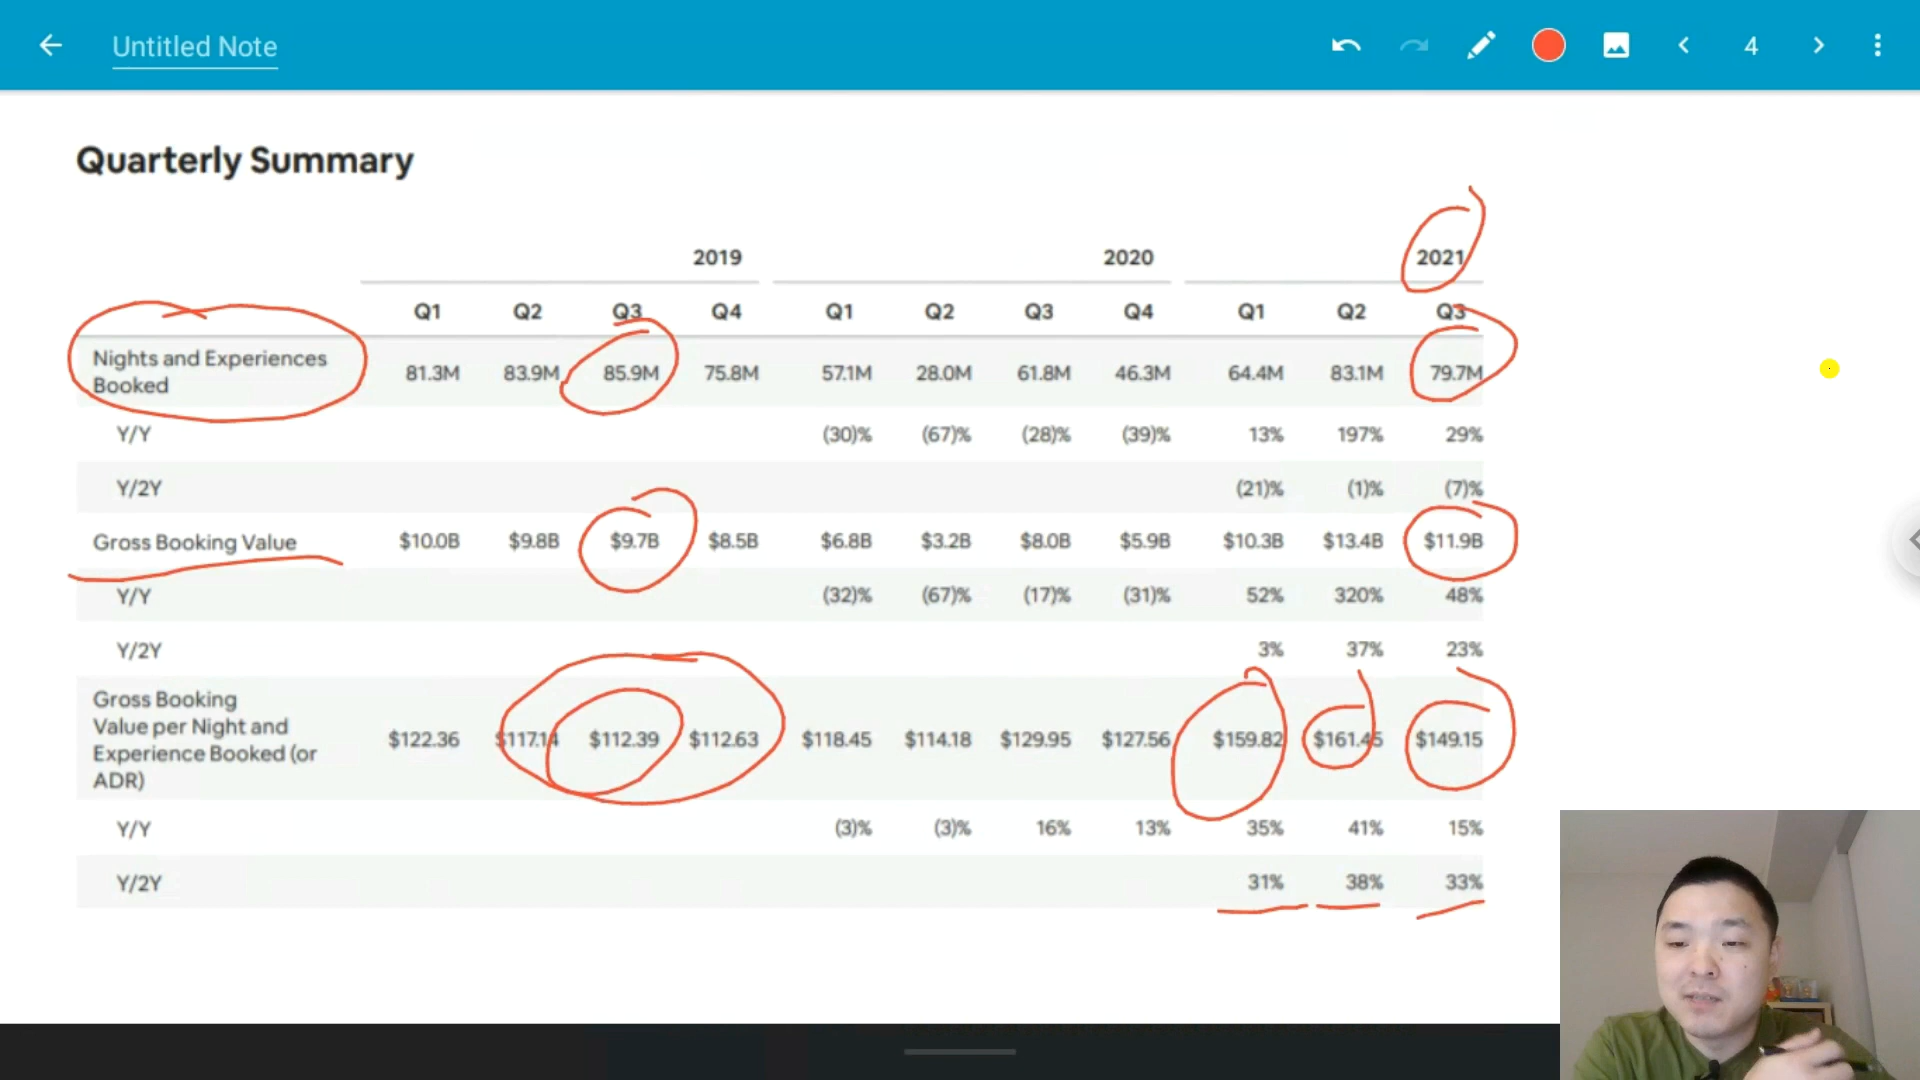 Untitled Note
4
Quarterly Summary
2019 2020 2021
Q1 Q2 Q3 Q4 Q1 Q2 Q3 Q4 Q1 Q2 Q3
Nights and Experiences
Booked
81.3M 83.9M 85.9M 75.8M 57.1M 28.0M 61.8M 46.3M 64.4M 83.1M 79.7M
Y/Y (30)% (67)% (28)% (39)% 13% 197% 29%
Y/2Y (21)% (1)% (7)%
Gross Booking Value $10.0B $9.8B $9.7B $8.5B $6.8B $3.2B $8.0B $5.9B $10.3B $13.4B $11.9B
Y/Y (32)% (67)% (17)% (31)% 52% 320% 48%
Y/2Y 3% 37% 23%
Gross Booking
Value per Night and
Experience Booked (or
ADR)
$122.36 $117.14 $112.39 $112.63 $118.45 $114.18 $129.95 $127.56 $159.82 $161.45 $149.15
Y/Y (3)% (3)% 16% 13% 35% 41% 15%
Y/2Y 31% 38% 33%